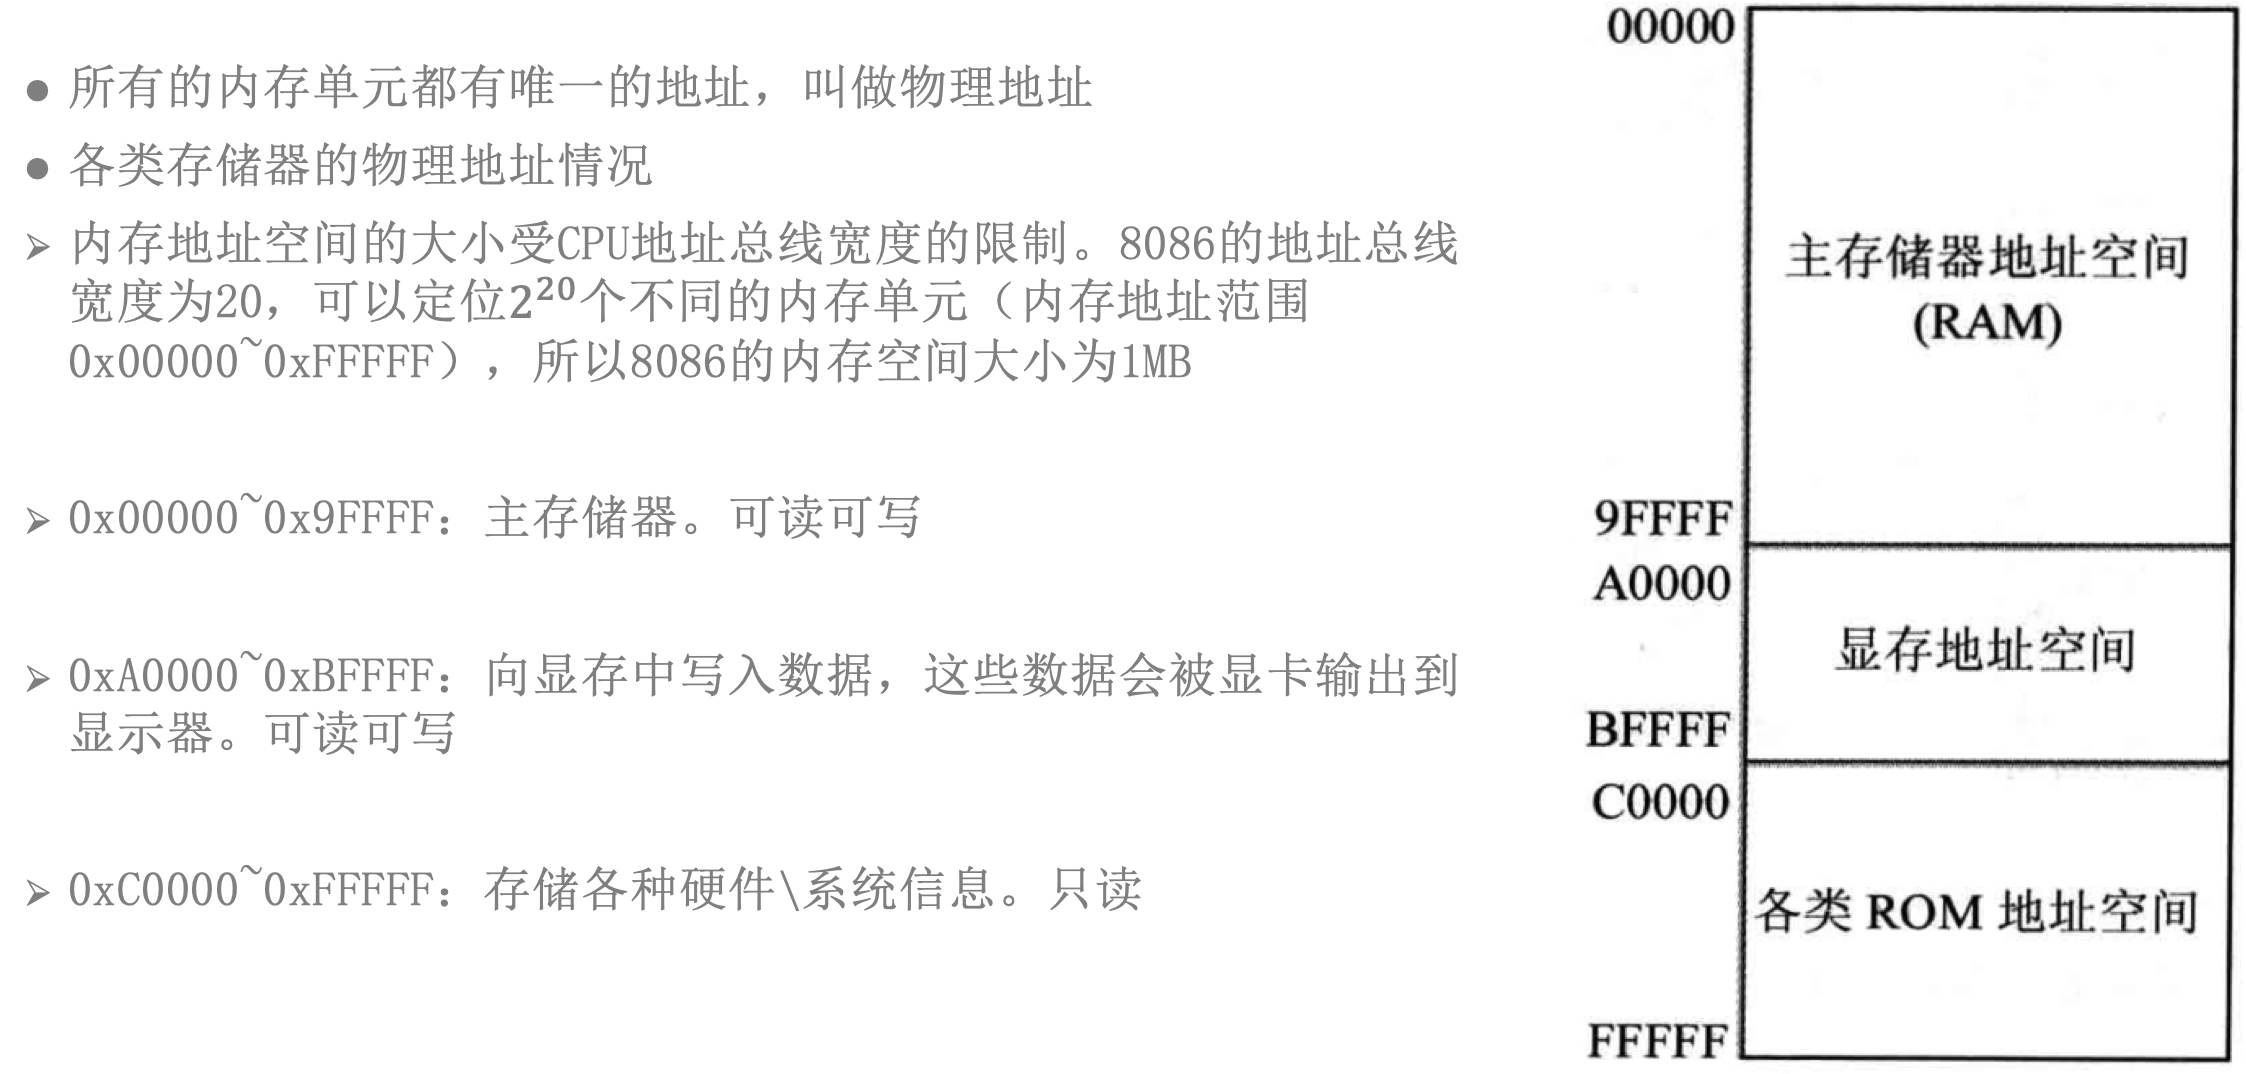 ● 所有的内存单元都有唯一的地址，叫做物理地址
● 各类存储器的物理地址情况
➢ 内存地址空间的大小受CPU地址总线宽度的限制。8086的地址总线
宽度为20，可以定位2²⁰个不同的内存单元（内存地址范围
0x00000~0xFFFFF），所以8086的内存空间大小为1MB
➢ 0x00000~0x9FFFF：主存储器。可读可写
➢ 0xA0000~0xBFFFF：向显存中写入数据，这些数据会被显卡输出到
显示器。可读可写
➢ 0xC0000~0xFFFFF：存储各种硬件\系统信息。只读
00000
主存储器地址空间
(RAM)
9FFFF
A0000
显存地址空间
BFFFF
C0000
各类 ROM 地址空间
FFFFF